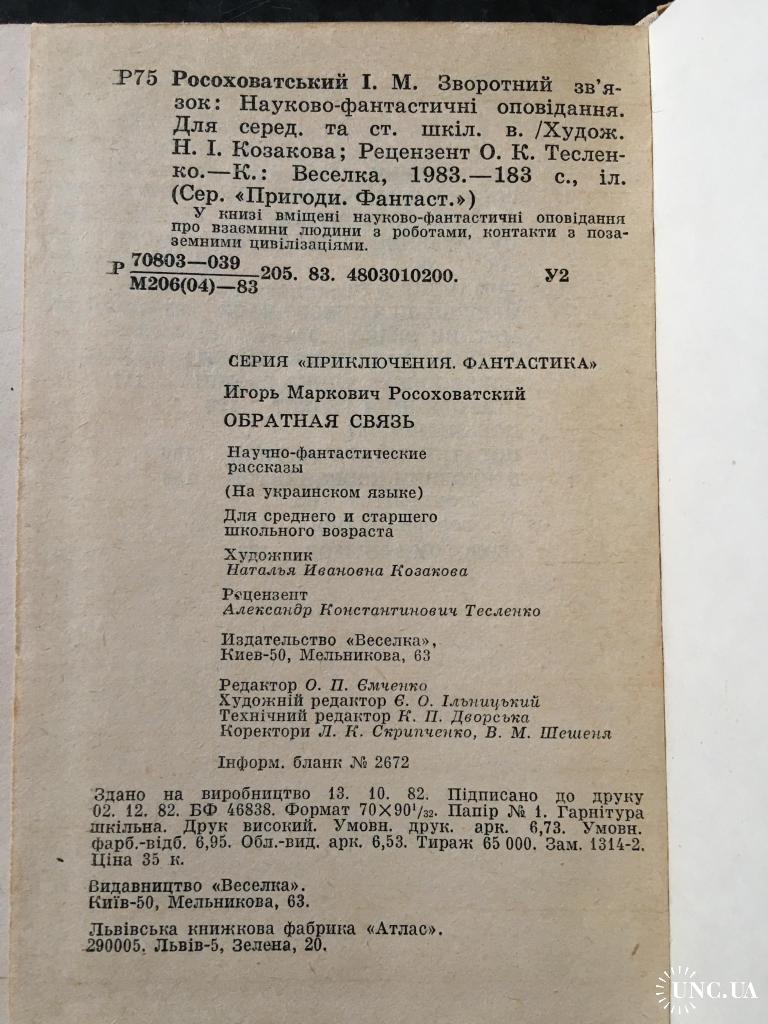 Р75 Росоховатський І. М. Зворотний зв'я-
зок: Науково-фантастичні оповідання.
Для серед. та ст. шкіл. в. /Худож.
Н. І. Козакова; Рецензент О. К. Теслен-
ко.—К.: Веселка, 1983.—183 с., іл.
(Сер. «Пригоди. Фантаст.»)
У книзі вміщені науково-фантастичні оповідання
про взаємини людини з роботами, контакти з поза-
земними цивілізаціями.
Р 70803—039
М206(04)—83 205. 83. 4803010200. У2
СЕРИЯ «ПРИКЛЮЧЕНИЯ. ФАНТАСТИКА»
Игорь Маркович Росоховатский
ОБРАТНАЯ СВЯЗЬ
Научно-фантастические
рассказы
(На украинском языке)
Для среднего и старшего
школьного возраста
Художник
Наталья Ивановна Козакова
Рецензент
Александр Константинович Тесленко
Издательство «Веселка»,
Киев-50, Мельникова, 63
Редактор О. П. Ємченко
Художній редактор Є. О. Ільницький
Технічний редактор К. П. Дворська
Коректори Л. К. Скрипченко, В. М. Шешеня
Інформ. бланк № 2672
Здано на виробництво 13. 10. 82. Підписано до друку
02. 12. 82. БФ 46838. Формат 70×90¹/₃₂. Папір № 1. Гарнітура
шкільна. Друк високий. Умовн. друк. арк. 6,73. Умовн.
фарб.-відб. 6,95. Обл.-вид. арк. 6,53. Тираж 65 000. Зам. 1314-2.
Ціна 35 к.
Видавництво «Веселка».
Київ-50, Мельникова, 63.
Львівська книжкова фабрика «Атлас».
290005. Львів-5, Зелена, 20.
UNC.UA